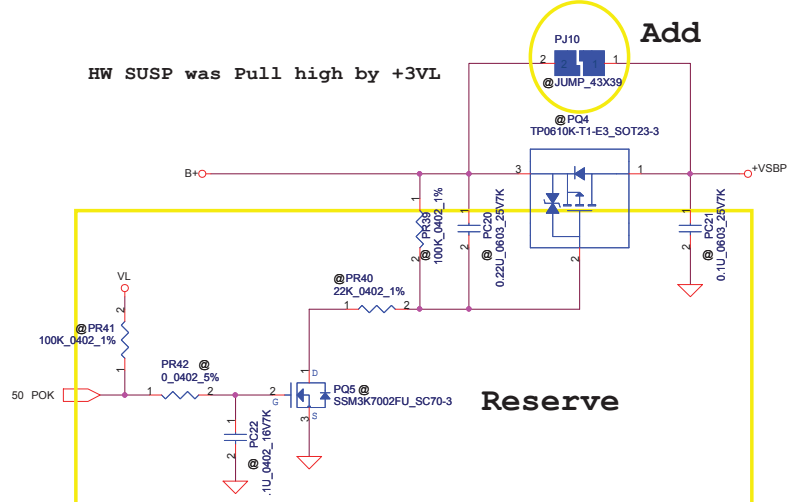 Add
PJ10
2 2 1 1
@JUMP_43X39
HW SUSP was Pull high by +3VL
@PQ4
TP0610K-T1-E3_SOT23-3
B+
3
1
+VSBP
1
2
@PR39
100K_0402_1%
1
2
@ PC20
0.22U_0603_25V7K
2
1
2
@ PC21
0.1U_0603_25V7K
@PR40
1 2
22K_0402_1%
VL
2
@PR41
100K_0402_1%
1
PR42 @
0_0402_5%
50 POK
1 2
2
G
1
D
3
S
PQ5 @
SSM3K7002FU_SC70-3
Reserve
1
2
@ PC22
.1U_0402_16V7K